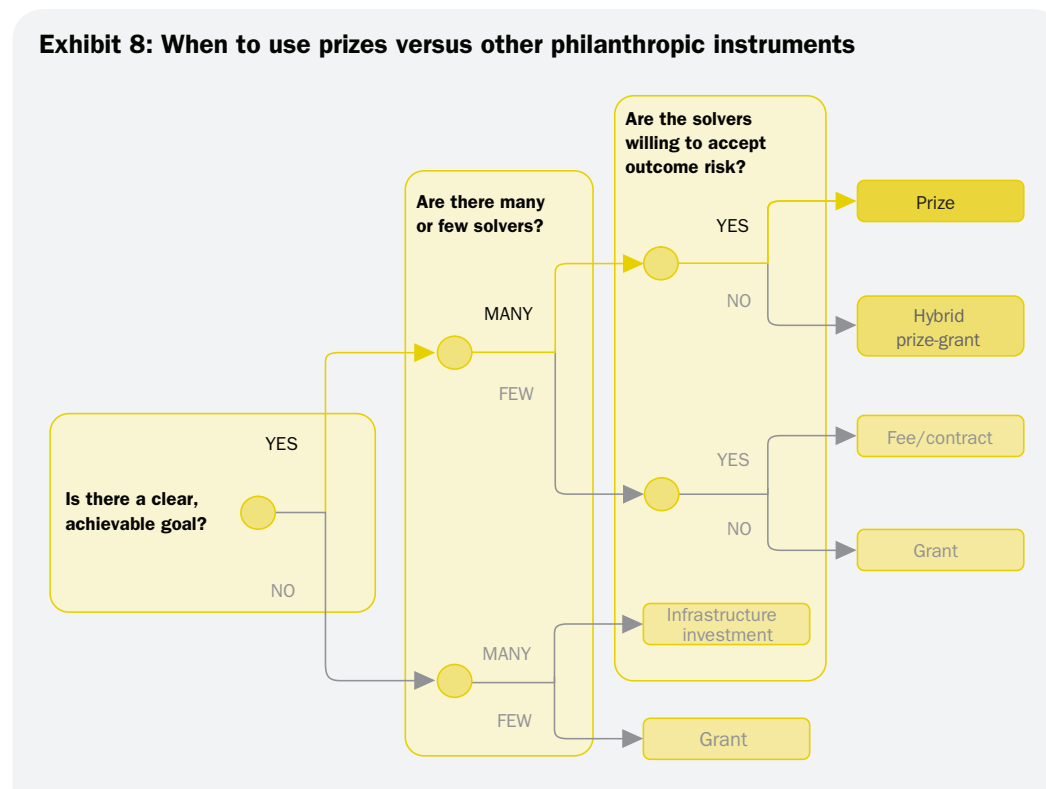 Exhibit 8: When to use prizes versus other philanthropic instruments
Are the solvers
willing to accept
outcome risk?
Are there many
or few solvers?
YES
Prize
NO
Hybrid
prize-grant
MANY
FEW
YES
Fee/contract
NO
Grant
YES
Is there a clear,
achievable goal?
NO
MANY
Infrastructure
investment
FEW
Grant